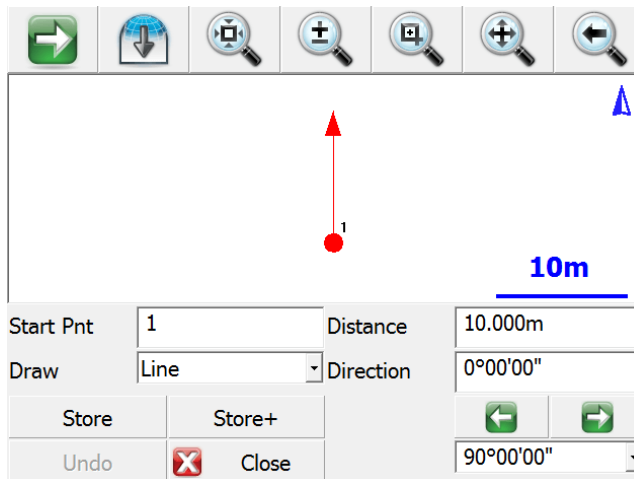 1
10m
Start Pnt 1 Distance 10.000m
Draw Line Direction 0°00'00"
Store Store+
Undo Close 90°00'00"